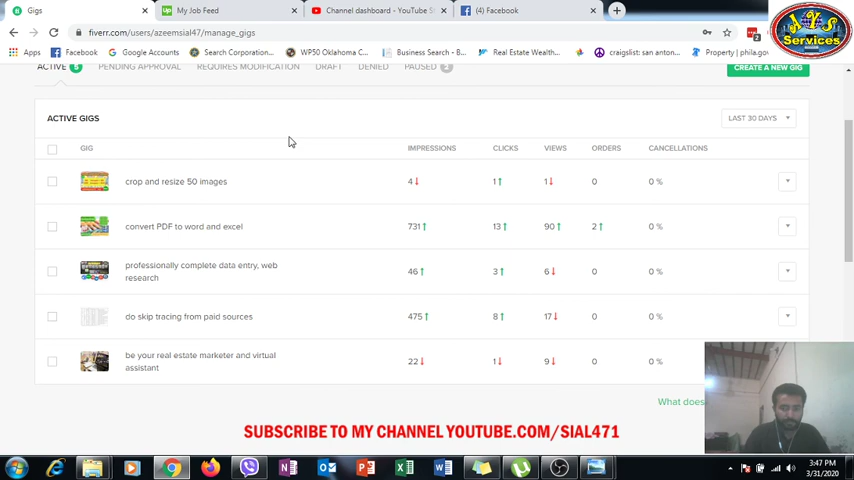 Gigs
My Job Feed
Channel dashboard - YouTube S
(4) Facebook
fiverr.com/users/azeemsial47/manage_gigs
Apps
Facebook
Google Accounts
Search Corporation...
WP50 Oklahoma C...
Business Search - B...
Real Estate Wealth...
craigslist: san anton...
Property | phila.gov
JYS
Services
ACTIVE 5
PENDING APPROVAL
REQUIRES MODIFICATION
DRAFT
DENIED
PAUSED
CREATE A NEW GIG
ACTIVE GIGS
LAST 30 DAYS
GIG IMPRESSIONS CLICKS VIEWS ORDERS CANCELLATIONS
crop and resize 50 images 4↓ 1↑ 1↓ 0 0 %
convert PDF to word and excel 731↑ 13↑ 90↑ 2↑ 0 %
professionally complete data entry, web
research 46↑ 3↑ 6↓ 0 0 %
do skip tracing from paid sources 475↑ 8↑ 17↓ 0 0 %
be your real estate marketer and virtual
assistant 22↓ 1↓ 9↓ 0 0 %
What does
SUBSCRIBE TO MY CHANNEL YOUTUBE.COM/SIAL471
3:47 PM
3/31/2020